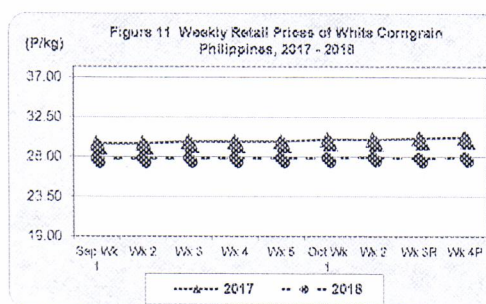 Figure 11 Weekly Retail Prices of White Corngrain
Philippines, 2017 - 2018
(P/kg)
37.00
32.50
28.00
23.50
19.00
Sep Wk 1
Wk 2
Wk 3
Wk 4
Wk 5
Oct Wk 1
Wk 2
Wk 3R
Wk 4P
2017
2018